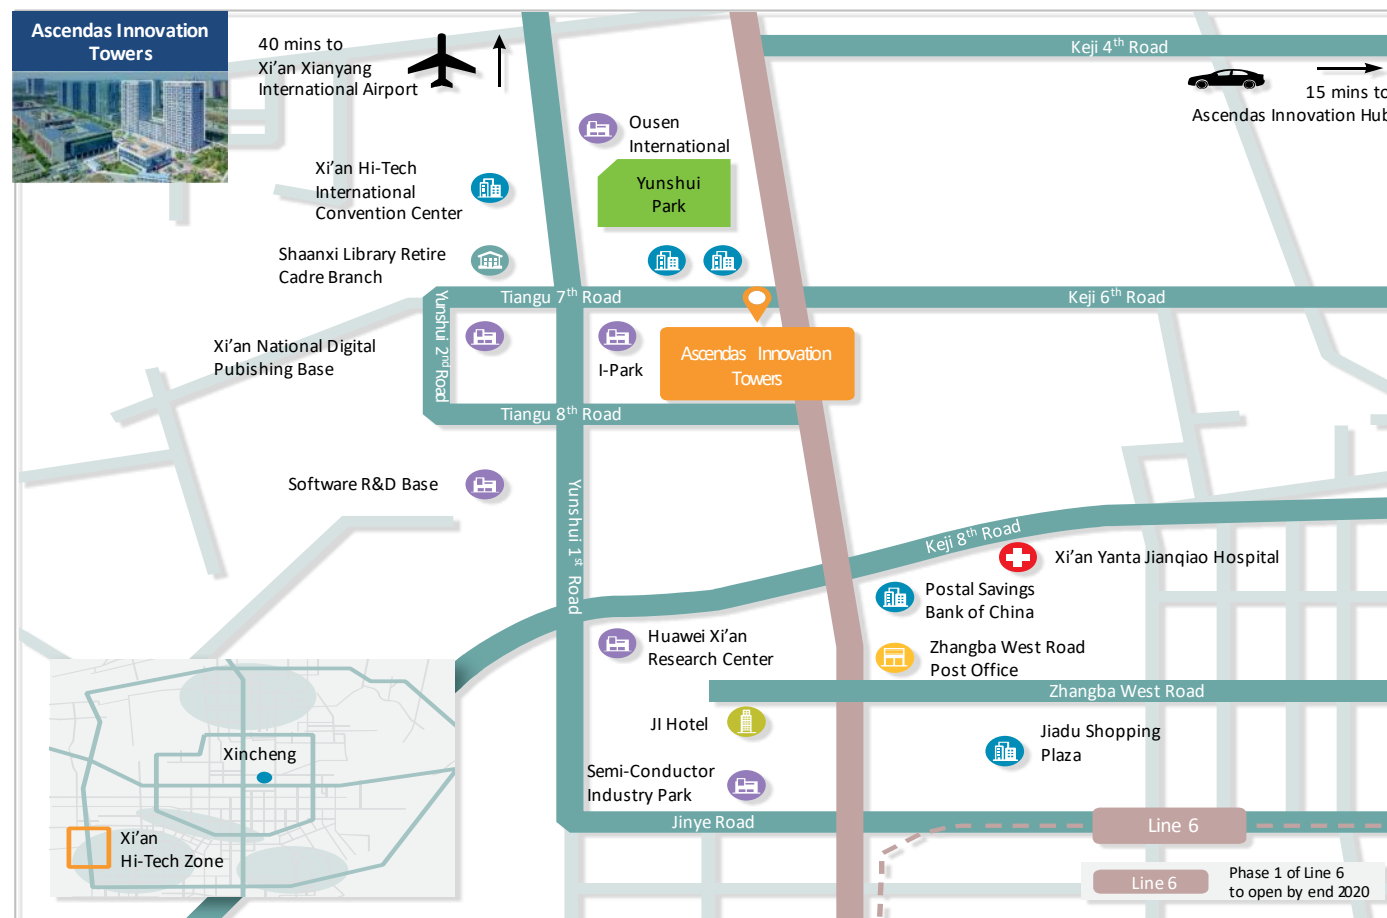 Ascendas Innovation
Towers
40 mins to
Xi'an Xianyang
International Airport
Keji 4th Road
15 mins to
Ascendas Innovation Hub
Ousen
International
Yunshui
Park
Xi'an Hi-Tech
International
Convention Center
Shaanxi Library Retire
Cadre Branch
Tiangu 7th Road
Keji 6th Road
Yunshui 2nd Road
Xi'an National Digital
Pubishing Base
I-Park
Ascendas Innovation
Towers
Tiangu 8th Road
Software R&D Base
Yunshui 1st Road
Keji 8th Road
Xi'an Yanta Jianqiao Hospital
Postal Savings
Bank of China
Huawei Xi'an
Research Center
Zhangba West Road
Post Office
Zhangba West Road
JI Hotel
Jiadu Shopping
Plaza
Semi-Conductor
Industry Park
Jinye Road
Line 6
Xincheng
Xi'an
Hi-Tech Zone
Line 6
Phase 1 of Line 6
to open by end 2020